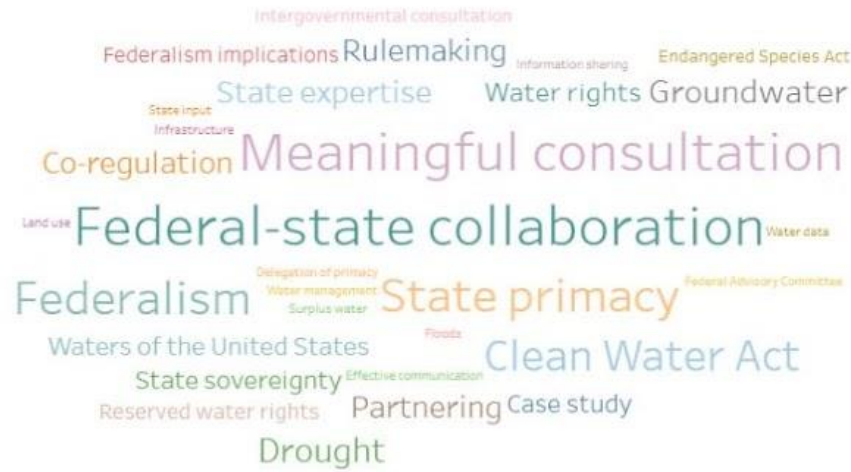 Intergovernmental consultation
Federalism implications Rulemaking Information sharing Endangered Species Act
State expertise Water rights Groundwater
State input
Infrastructure
Co-regulation Meaningful consultation
Land use Federal-state collaboration Water data
Federalism Delegation of primacy State primacy Federal Advisory Committee
Water management
Surplus water
Waters of the United States Floods Clean Water Act
State sovereignty Effective communication
Reserved water rights Partnering Case study
Drought